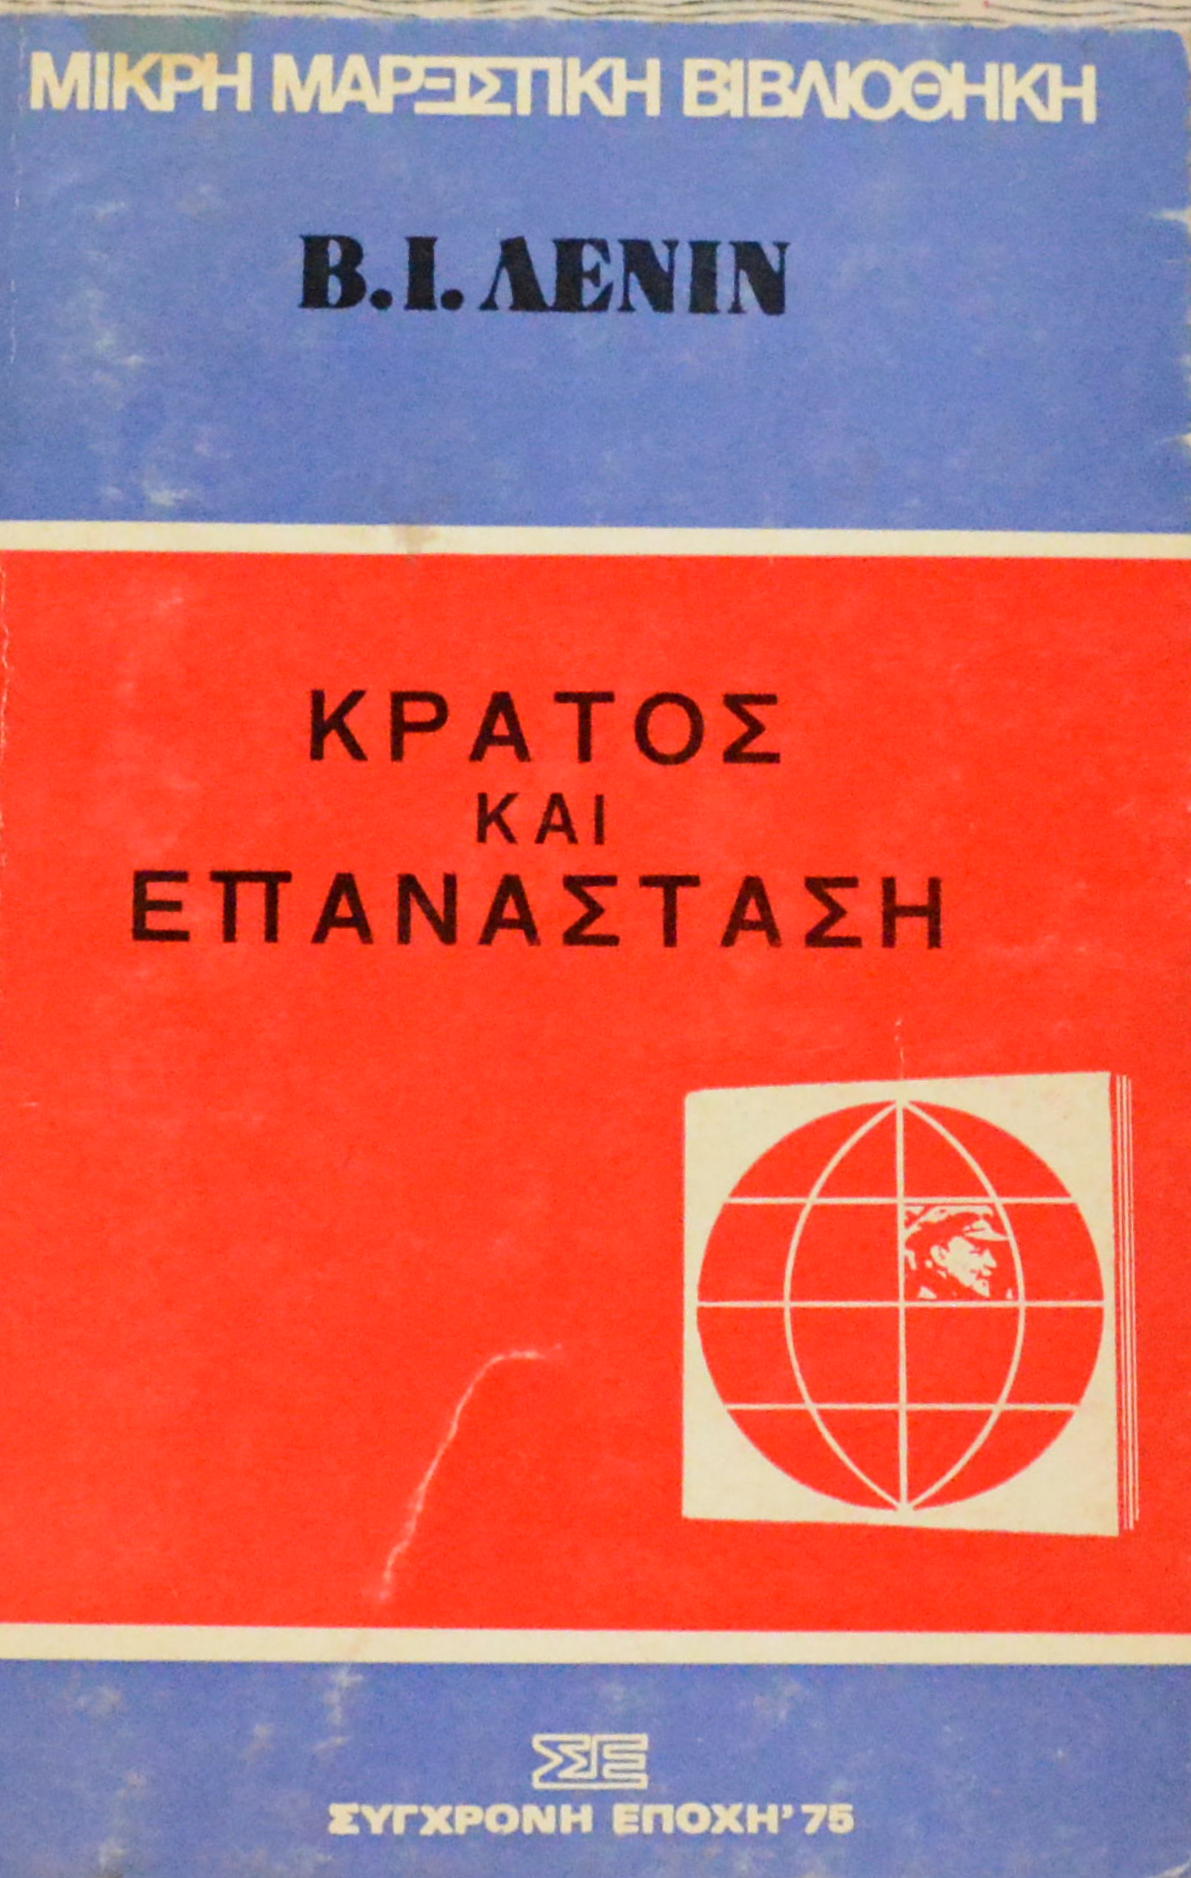 ΜΙΚΡΗ ΜΑΡΞΙΣΤΙΚΗ ΒΙΒΛΙΟΘΗΚΗ
Β.Ι. ΛΕΝΙΝ
ΚΡΑΤΟΣ
ΚΑΙ
ΕΠΑΝΑΣΤΑΣΗ
ΣΕ
ΣΥΓΧΡΟΝΗ ΕΠΟΧΗ' 75